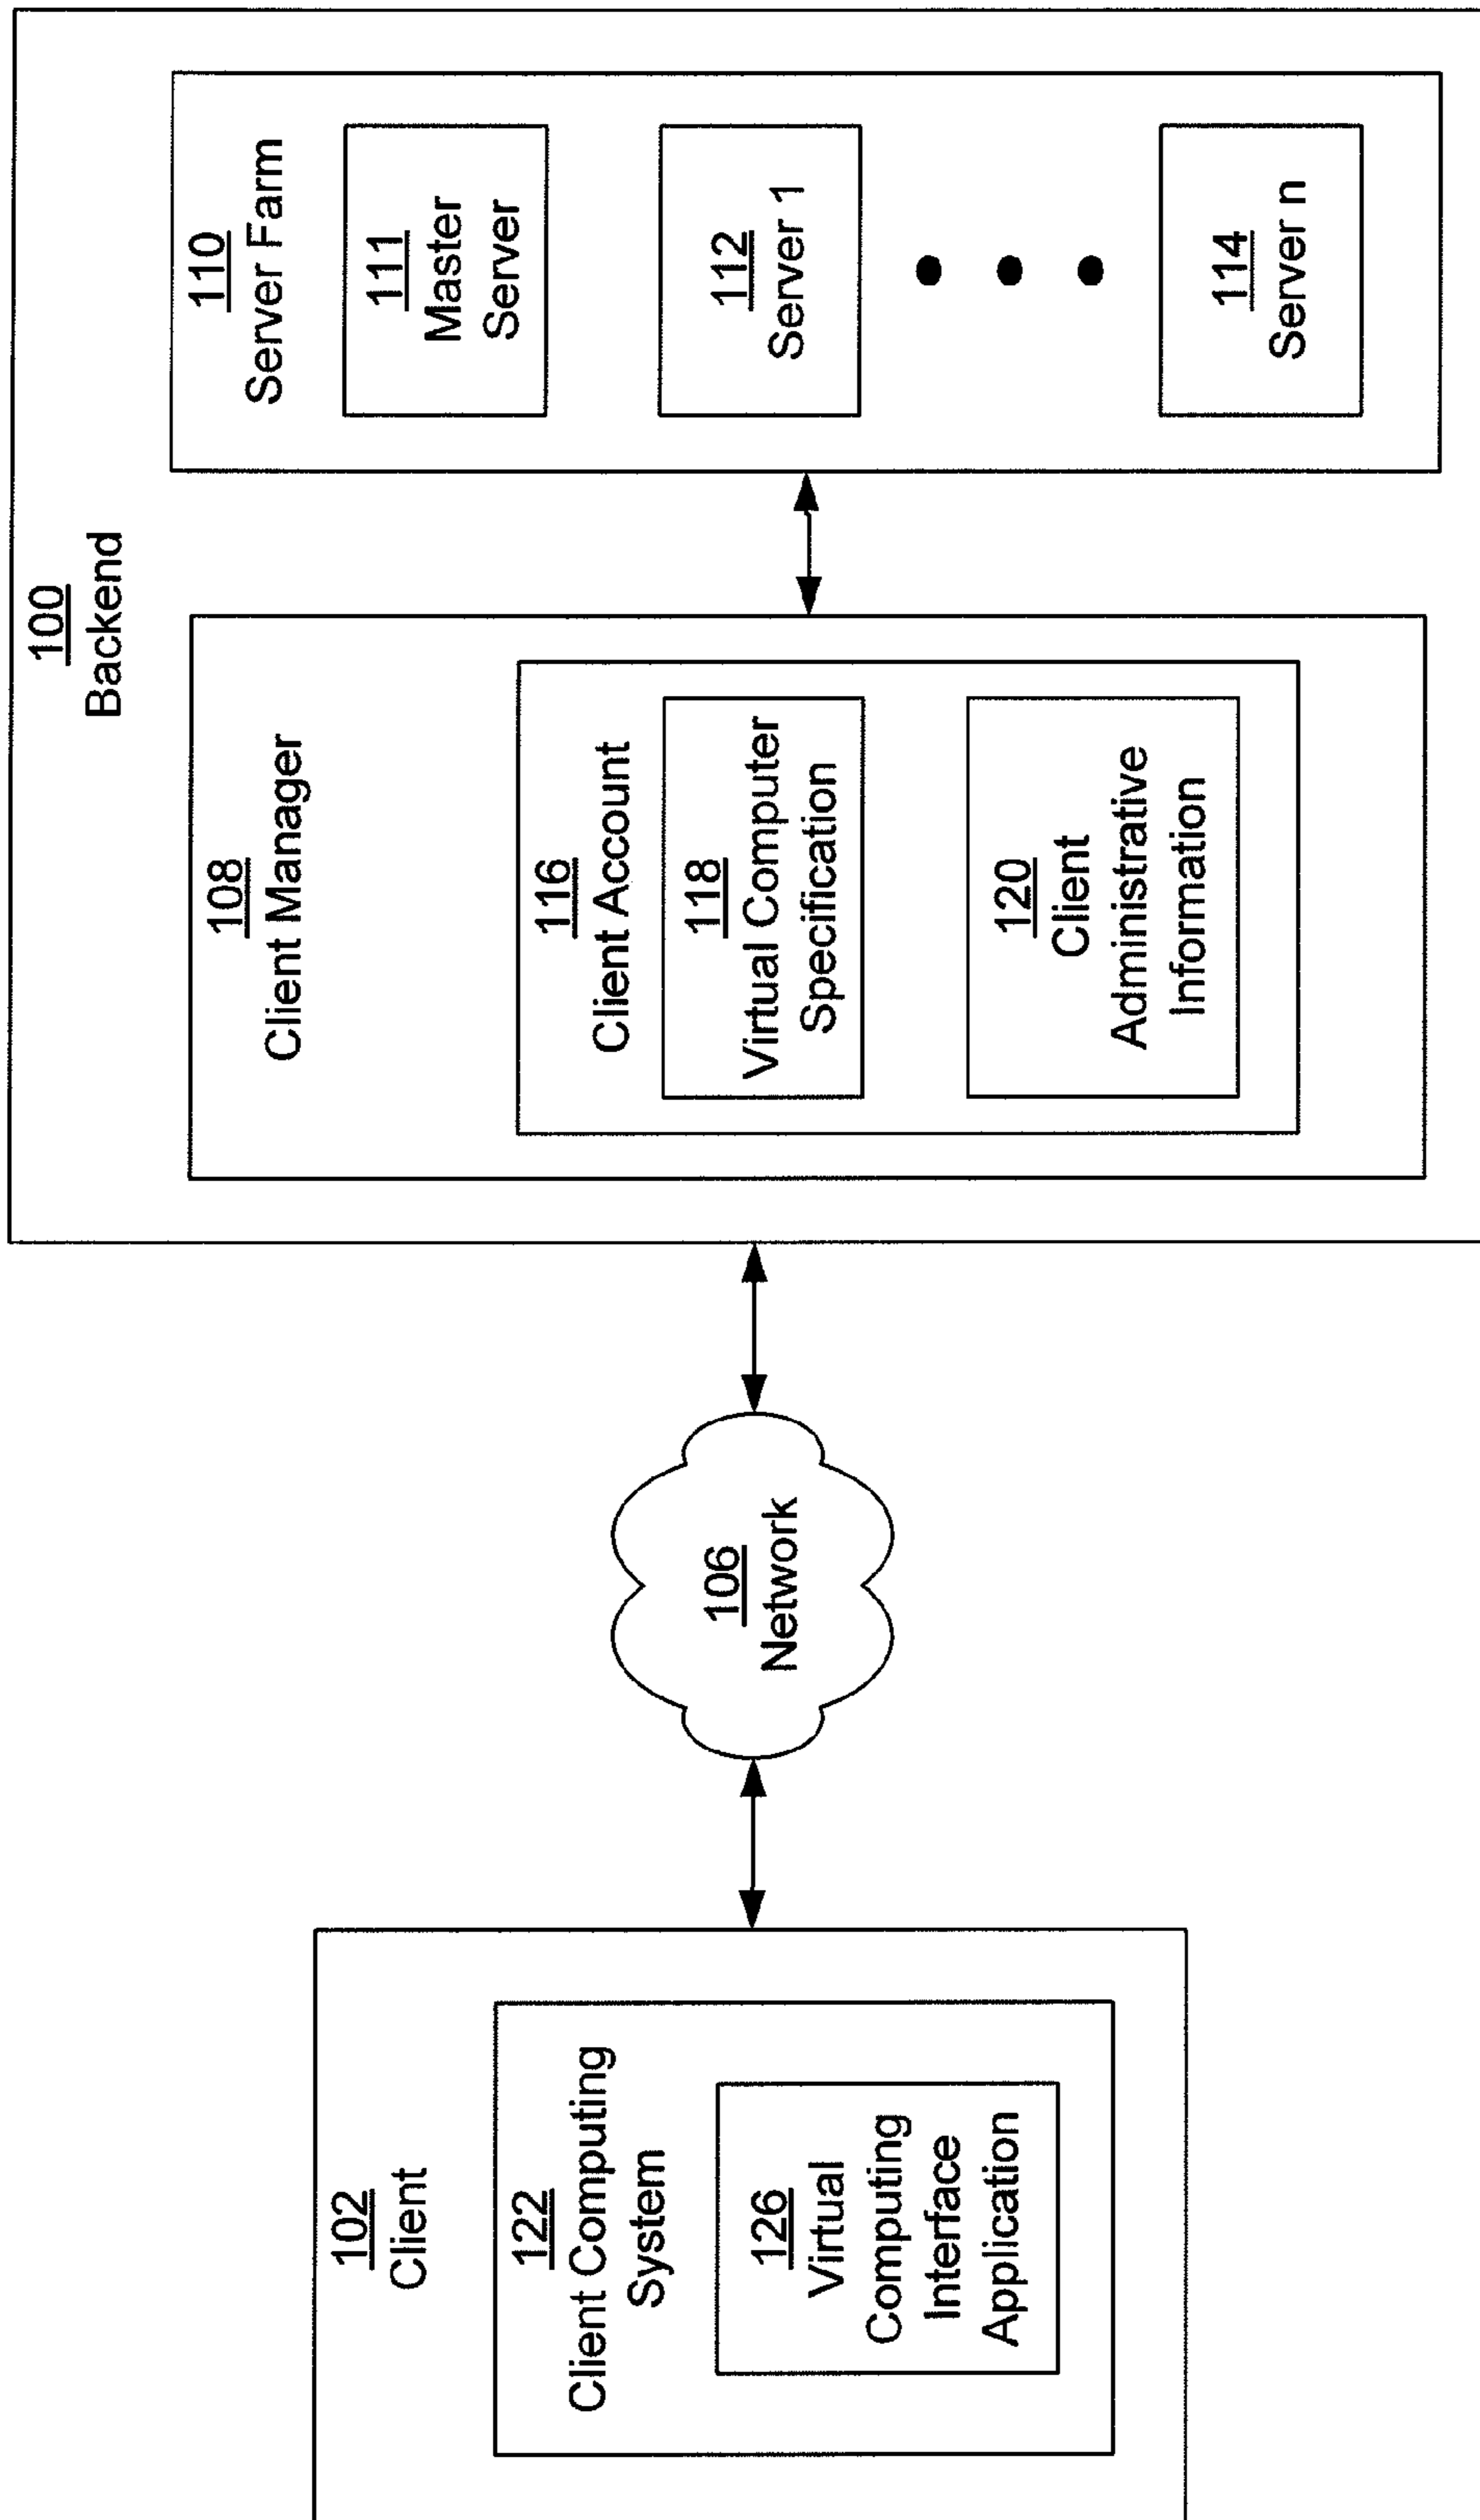 102
Client
122
Client Computing
System
126
Virtual
Computing
Interface
Application
106
Network
100
Backend
108
Client Manager
116
Client Account
118
Virtual Computer
Specification
120
Client
Administrative
Information
110
Server Farm
111
Master
Server
112
Server 1
114
Server n